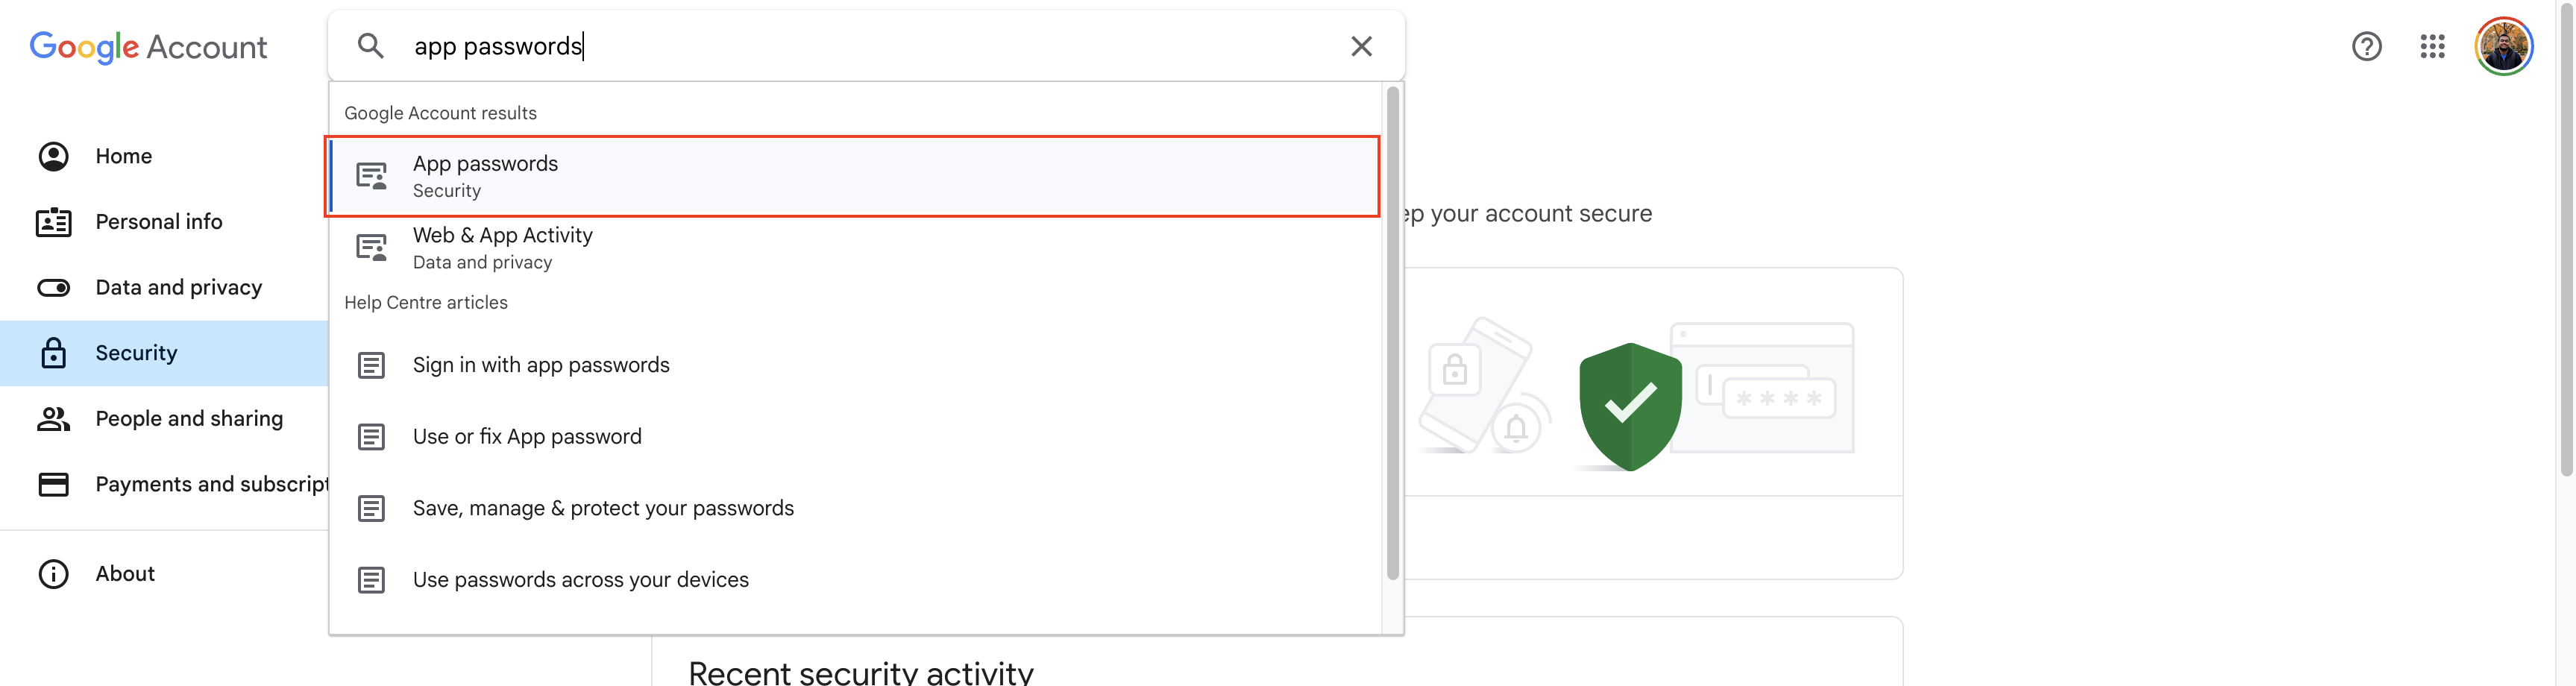 Google Account
app passwords
Google Account results
App passwords
Security
Web & App Activity
Data and privacy
Help Centre articles
Sign in with app passwords
Use or fix App password
Save, manage & protect your passwords
Use passwords across your devices
Home
Personal info
Data and privacy
Security
People and sharing
Payments and subscript
About
ep your account secure
* * * *
Recent security activity